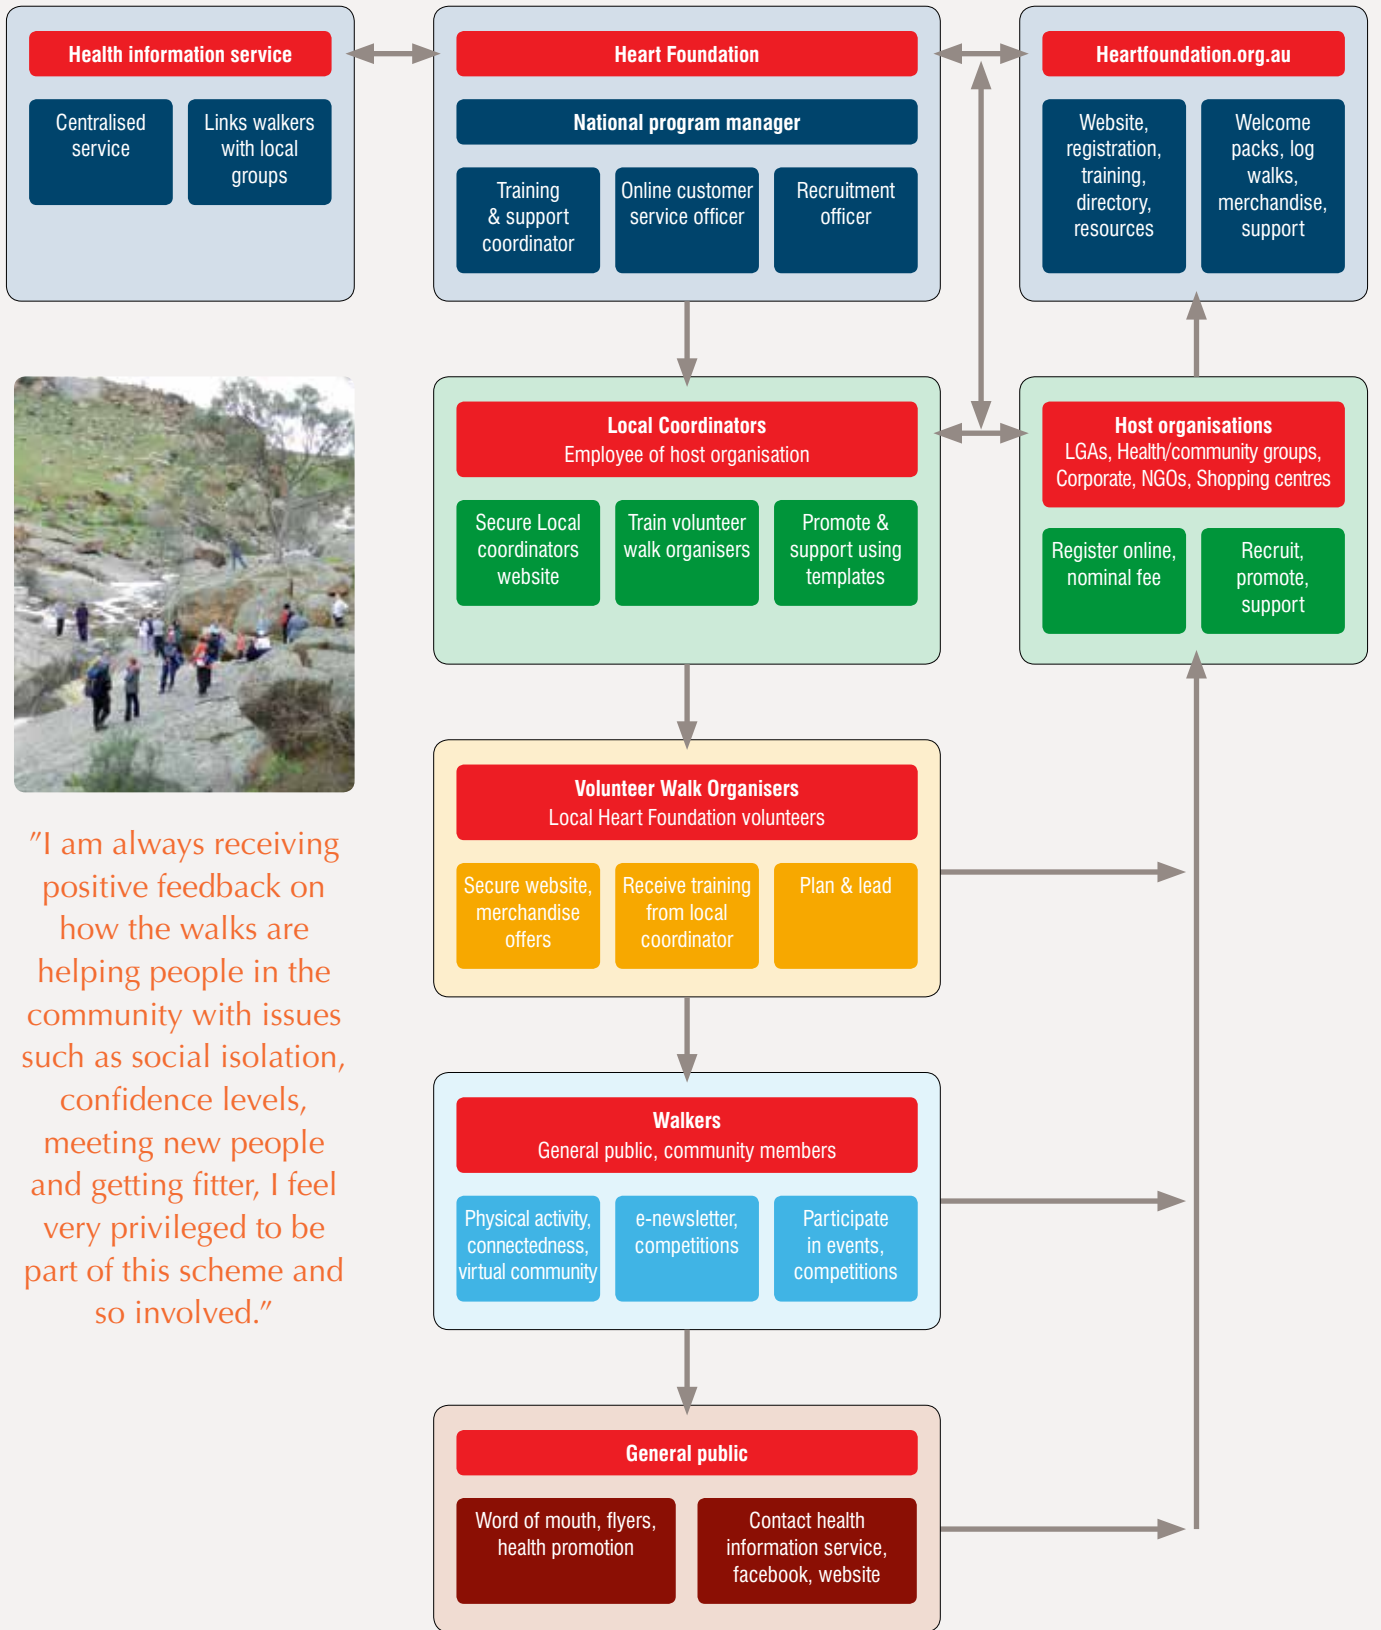 Health information service
Centralised
service
Links walkers
with local
groups
Heart Foundation
National program manager
Training
& support
coordinator
Online customer
service officer
Recruitment
officer
Heartfoundation.org.au
Website,
registration,
training,
directory,
resources
Welcome
packs, log
walks,
merchandise,
support
Local Coordinators
Employee of host organisation
Secure Local
coordinators
website
Train volunteer
walk organisers
Promote &
support using
templates
Host organisations
LGAs, Health/community groups,
Corporate, NGOs, Shopping centres
Register online,
nominal fee
Recruit,
promote,
support
Volunteer Walk Organisers
Local Heart Foundation volunteers
Secure website,
merchandise
offers
Receive training
from local
coordinator
Plan & lead
"I am always receiving
positive feedback on
how the walks are
helping people in the
community with issues
such as social isolation,
confidence levels,
meeting new people
and getting fitter, I feel
very privileged to be
part of this scheme and
so involved."
Walkers
General public, community members
Physical activity,
connectedness,
virtual community
e-newsletter,
competitions
Participate
in events,
competitions
General public
Word of mouth, flyers,
health promotion
Contact health
information service,
facebook, website